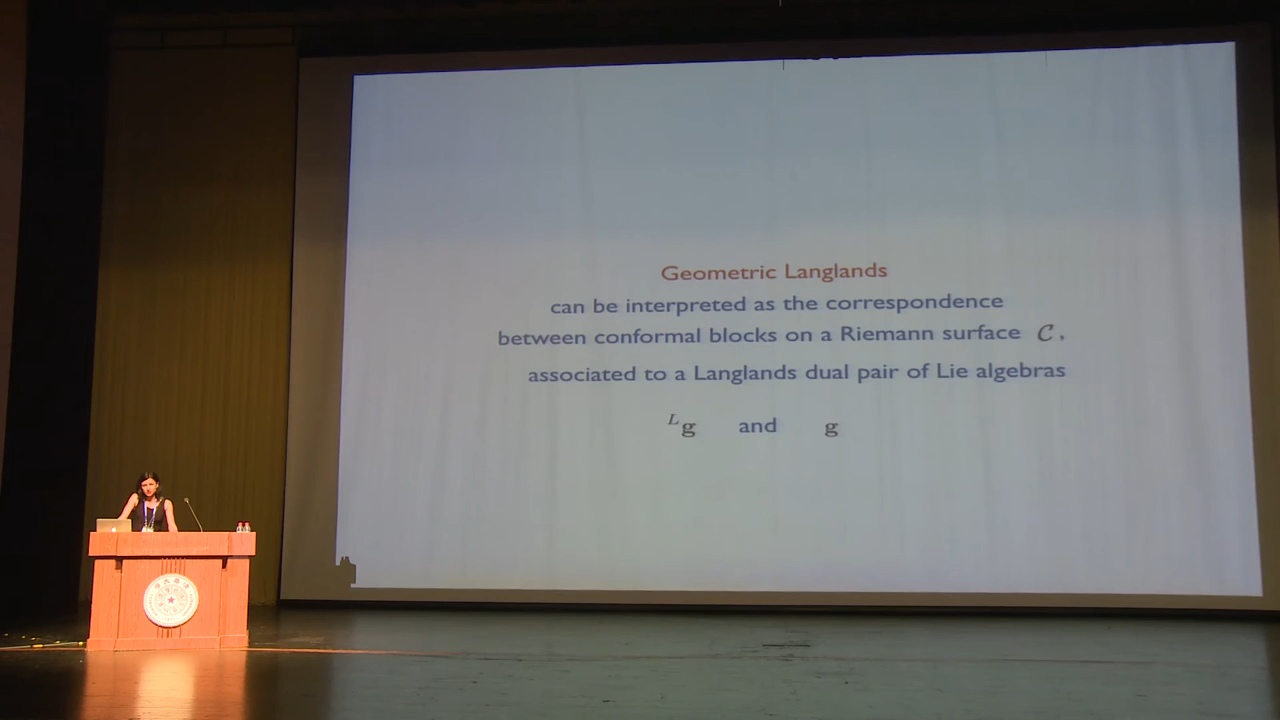 Geometric Langlands
can be interpreted as the correspondence
between conformal blocks on a Riemann surface 𝒞,
associated to a Langlands dual pair of Lie algebras
ᴸg and g